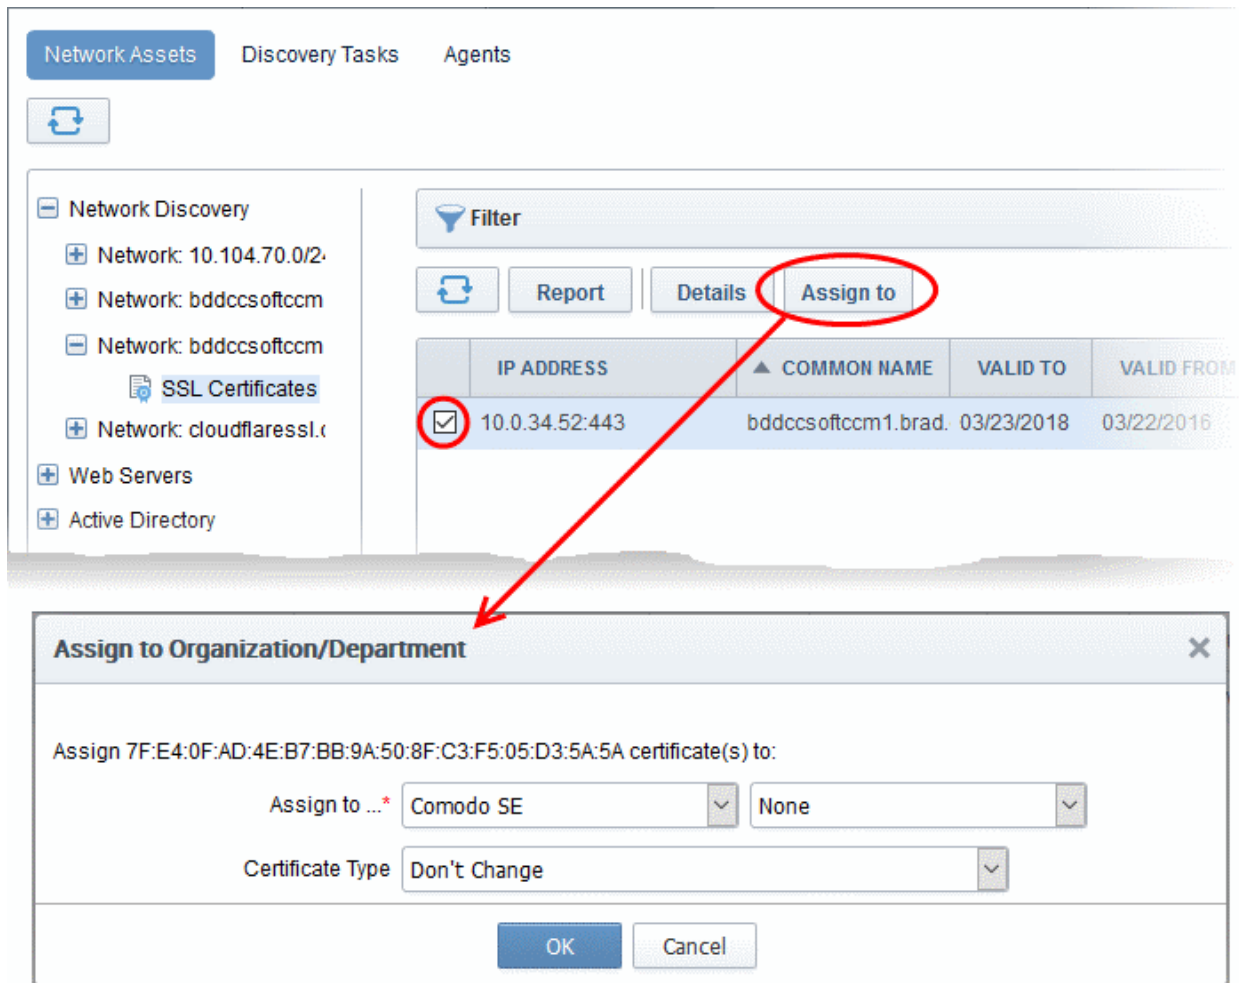 Network Assets Discovery Tasks Agents
Network Discovery
Network: 10.104.70.0/2
Network: bddccsoftccm
Network: bddccsoftccm
SSL Certificates
Network: cloudflaressl.
Web Servers
Active Directory
Filter
Report Details Assign to
IP ADDRESS COMMON NAME VALID TO VALID FROM
10.0.34.52:443 bddccsoftccm1.brad. 03/23/2018 03/22/2016
Assign to Organization/Department
Assign 7F:E4:0F:AD:4E:B7:BB:9A:50:8F:C3:F5:05:D3:5A:5A certificate(s) to:
Assign to ...* Comodo SE None
Certificate Type Don't Change
OK Cancel